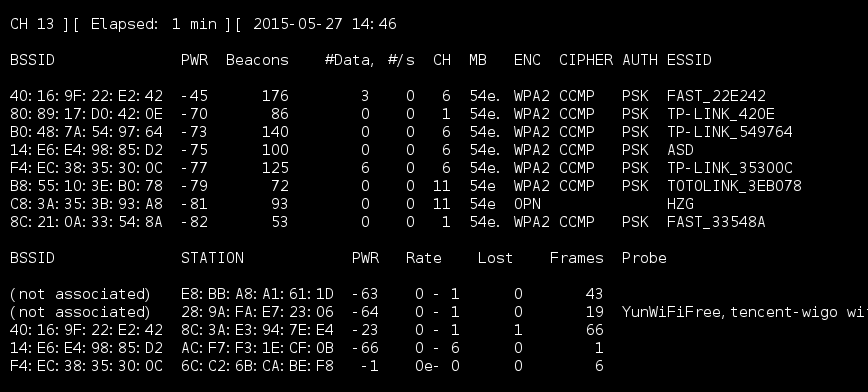 CH 13 ][ Elapsed: 1 min ][ 2015-05-27 14:46
BSSID PWR Beacons #Data, #/s CH MB ENC CIPHER AUTH ESSID
40:16:9F:22:E2:42 -45 176 3 0 6 54e. WPA2 CCMP PSK FAST_22E242
80:89:17:D0:42:0E -70 86 0 0 1 54e. WPA2 CCMP PSK TP-LINK_420E
B0:48:7A:54:97:64 -73 140 0 0 6 54e. WPA2 CCMP PSK TP-LINK_549764
14:E6:E4:98:85:D2 -75 100 0 0 6 54e. WPA2 CCMP PSK ASD
F4:EC:38:35:30:0C -77 125 6 0 6 54e. WPA2 CCMP PSK TP-LINK_35300C
B8:55:10:3E:B0:78 -79 72 0 0 11 54e WPA2 CCMP PSK TOTOLINK_3EB078
C8:3A:35:3B:93:A8 -81 93 0 0 11 54e OPN HZG
8C:21:0A:33:54:8A -82 53 0 0 1 54e. WPA2 CCMP PSK FAST_33548A
BSSID STATION PWR Rate Lost Frames Probe
(not associated) E8:BB:A8:A1:61:1D -63 0 - 1 0 43
(not associated) 28:9A:FA:E7:23:06 -64 0 - 1 0 19 YunWiFiFree,tencent-wigo wi
40:16:9F:22:E2:42 8C:3A:E3:94:7E:E4 -23 0 - 1 1 66
14:E6:E4:98:85:D2 AC:F7:F3:1E:CF:0B -66 0 - 6 0 1
F4:EC:38:35:30:0C 6C:C2:6B:CA:BE:F8 -1 0e- 0 0 6